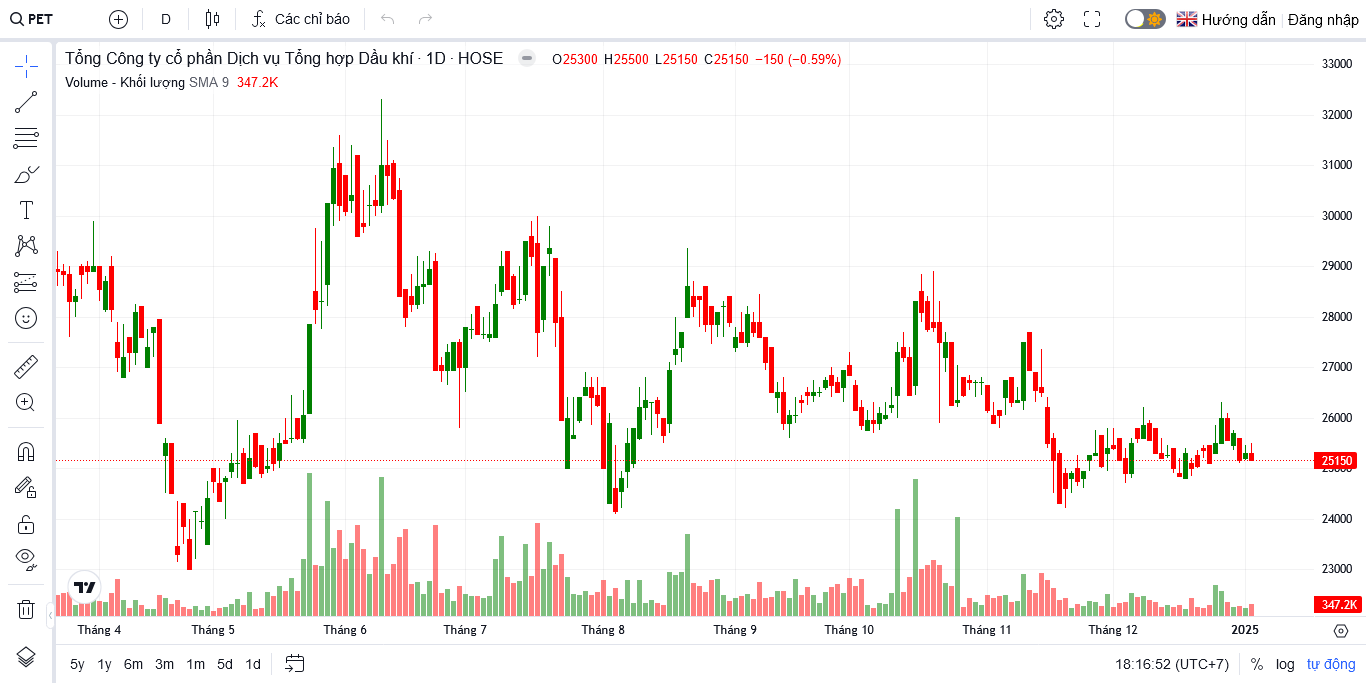 PET D Các chỉ báo Hướng dẫn Đăng nhập
Tổng Công ty cổ phần Dịch vụ Tổng hợp Dầu khí · 1D · HOSE O25300 H25500 L25150 C25150 −150 (−0.59%)
Volume - Khối lượng SMA 9 347.2K
33000
32000
31000
30000
29000
28000
27000
26000
25150
25000
24000
23000
347.2K
Tháng 4 Tháng 5 Tháng 6 Tháng 7 Tháng 8 Tháng 9 Tháng 10 Tháng 11 Tháng 12 2025
5y 1y 6m 3m 1m 5d 1d 18:16:52 (UTC+7) % log tự động